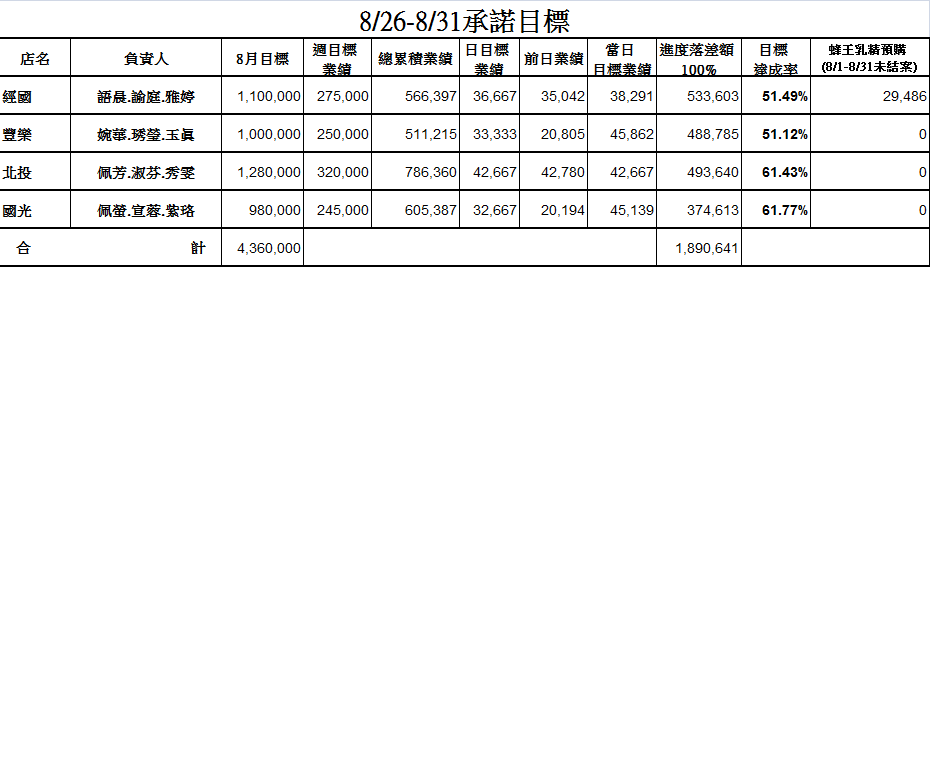 8/26-8/31承諾目標
店名 負責人 8月目標 週目標業績 總累積業績 日目標業績 前日業績 當日目標業績 進度落差額100% 目標達成率 蜂王乳精預購(8/1-8/31未結案)
經國 語晨.諭庭.雅婷 1,100,000 275,000 566,397 36,667 35,042 38,291 533,603 51.49% 29,486
豐樂 婉華.琇瑩.玉眞 1,000,000 250,000 511,215 33,333 20,805 45,862 488,785 51.12% 0
北投 佩芳.淑芬.秀雯 1,280,000 320,000 786,360 42,667 42,780 42,667 493,640 61.43% 0
國光 佩螢.宣蓉.紫珞 980,000 245,000 605,387 32,667 20,194 45,139 374,613 61.77% 0
合 計 4,360,000 1,890,641